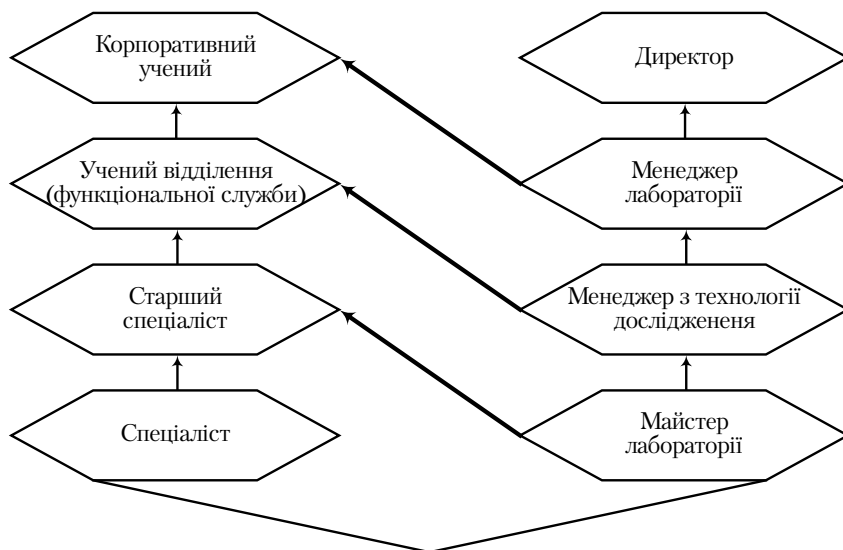 Корпоративний
учений
Директор
Учений відділення
(функціональної служби)
Менеджер
лабораторії
Старший
спеціаліст
Менеджер з технології
досліджененя
Спеціаліст
Майстер
лабораторії